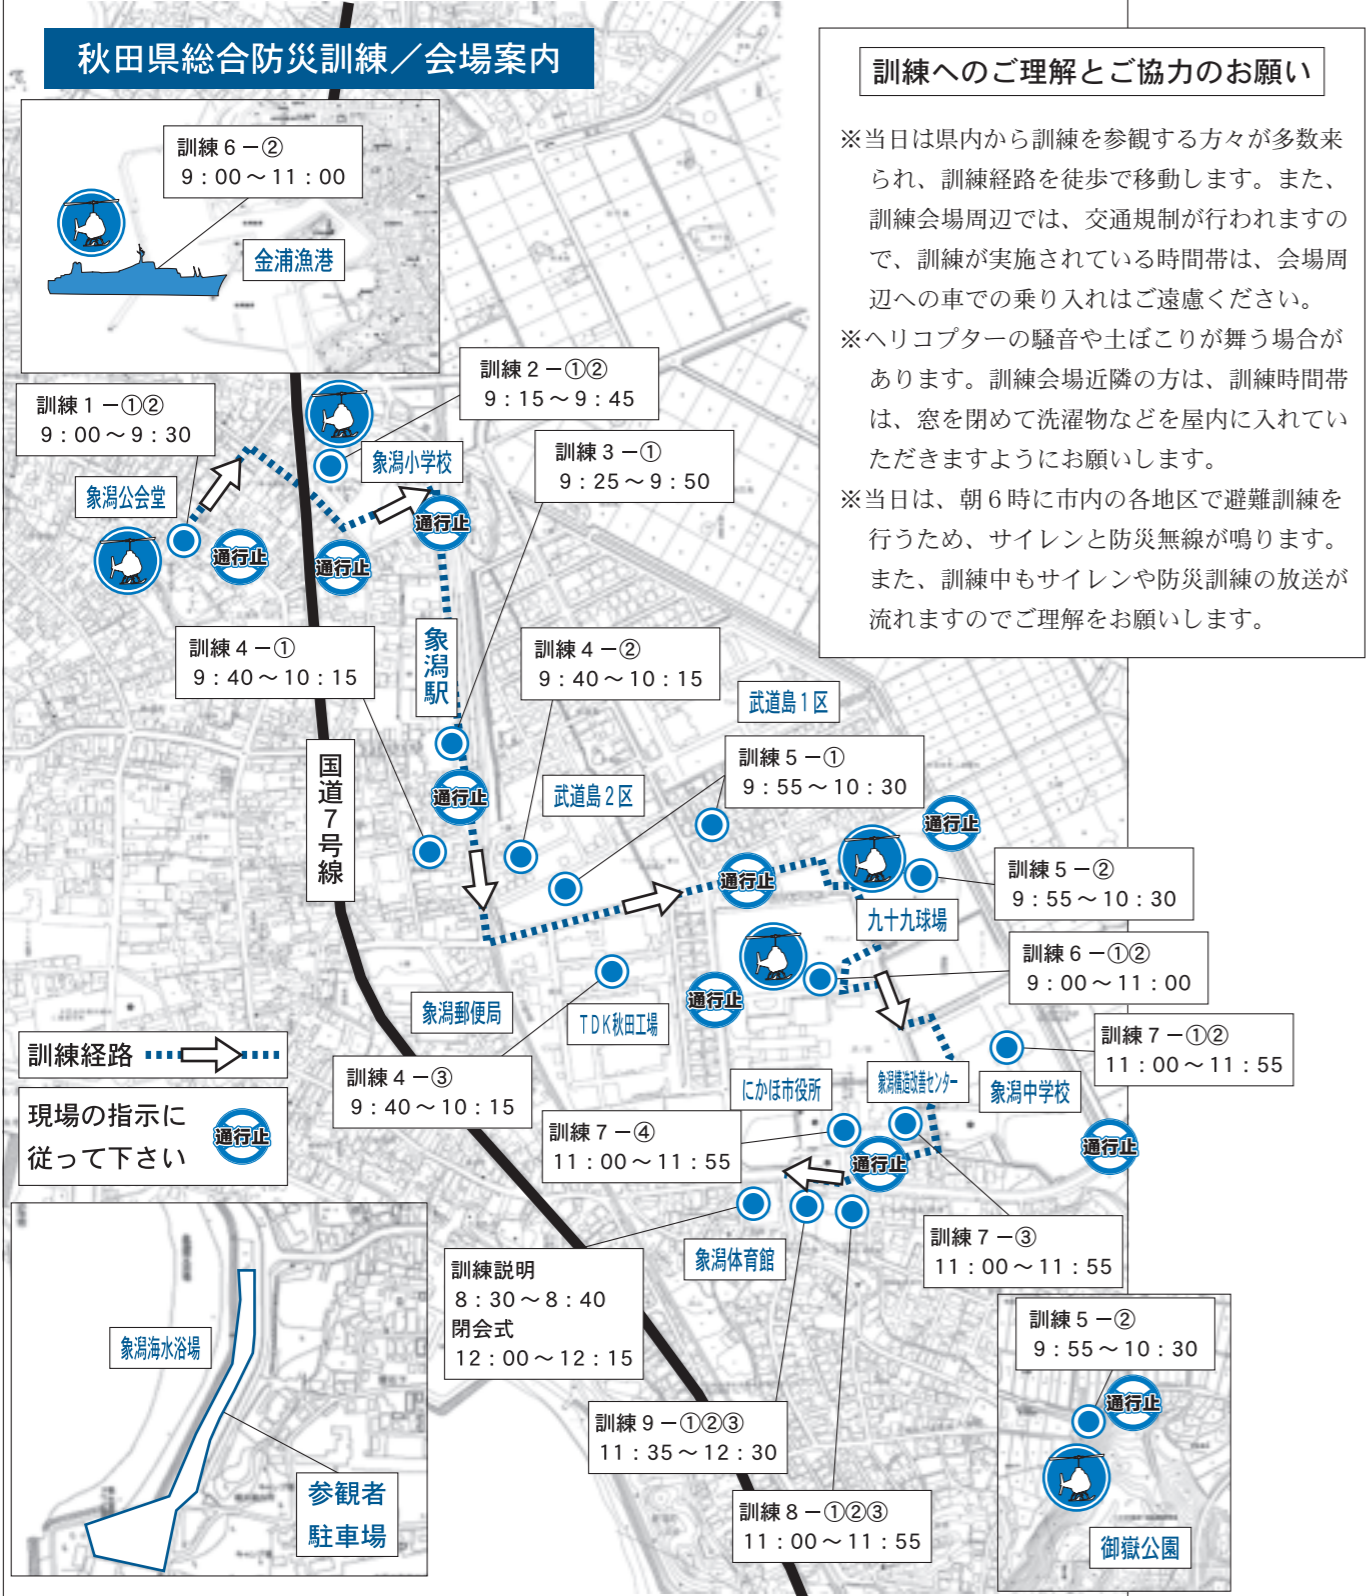 秋田県総合防災訓練／会場案内
訓練６－②
９：００～１１：００
金浦漁港
訓練へのご理解とご協力のお願い
※当日は県内から訓練を参観する方々が多数来
られ、訓練経路を徒歩で移動します。また、
訓練会場周辺では、交通規制が行われますの
で、訓練が実施されている時間帯は、会場周
辺への車での乗り入れはご遠慮ください。
※ヘリコプターの騒音や土ぼこりが舞う場合が
あります。訓練会場近隣の方は、訓練時間帯
は、窓を閉めて洗濯物などを屋内に入れてい
ただきますようにお願いします。
※当日は、朝６時に市内の各地区で避難訓練を
行うため、サイレンと防災無線が鳴ります。
また、訓練中もサイレンや防災訓練の放送が
流れますのでご理解をお願いします。
訓練１－①②
９：００～９：３０
象潟公会堂
通行止
訓練２－①②
９：１５～９：４５
象潟小学校
通行止
通行止
訓練３－①
９：２５～９：５０
訓練４－①
９：４０～１０：１５
象潟駅
訓練４－②
９：４０～１０：１５
国道７号線
通行止
武道島２区
武道島１区
訓練５－①
９：５５～１０：３０
通行止
通行止
訓練５－②
９：５５～１０：３０
九十九球場
訓練６－①②
９：００～１１：００
通行止
象潟郵便局
ＴＤＫ秋田工場
訓練４－③
９：４０～１０：１５
訓練７－①②
１１：００～１１：５５
象潟中学校
象潟構造改善センター
にかほ市役所
訓練７－④
１１：００～１１：５５
通行止
通行止
訓練経路
現場の指示に
従って下さい
通行止
訓練７－③
１１：００～１１：５５
象潟体育館
訓練説明
８：３０～８：４０
閉会式
１２：００～１２：１５
訓練９－①②③
１１：３５～１２：３０
訓練８－①②③
１１：００～１１：５５
象潟海水浴場
参観者
駐車場
訓練５－②
９：５５～１０：３０
通行止
御嶽公園